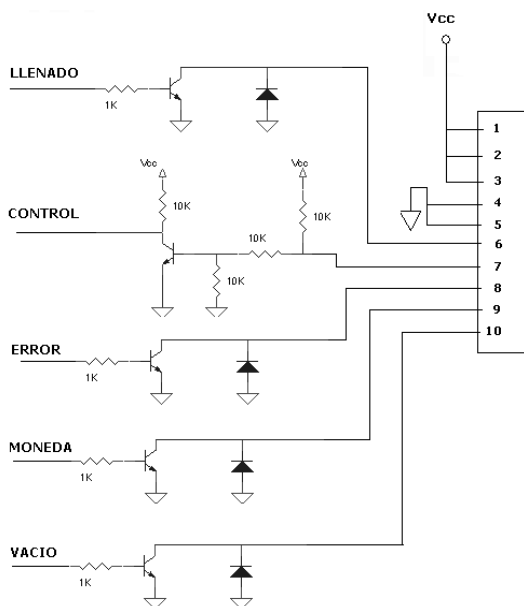 Vcc
LLENADO
1K
1
2
3
4
5
6
7
8
9
10
Vcc
Vcc
10K
10K
CONTROL
10K
10K
ERROR
1K
MONEDA
1K
VACIO
1K